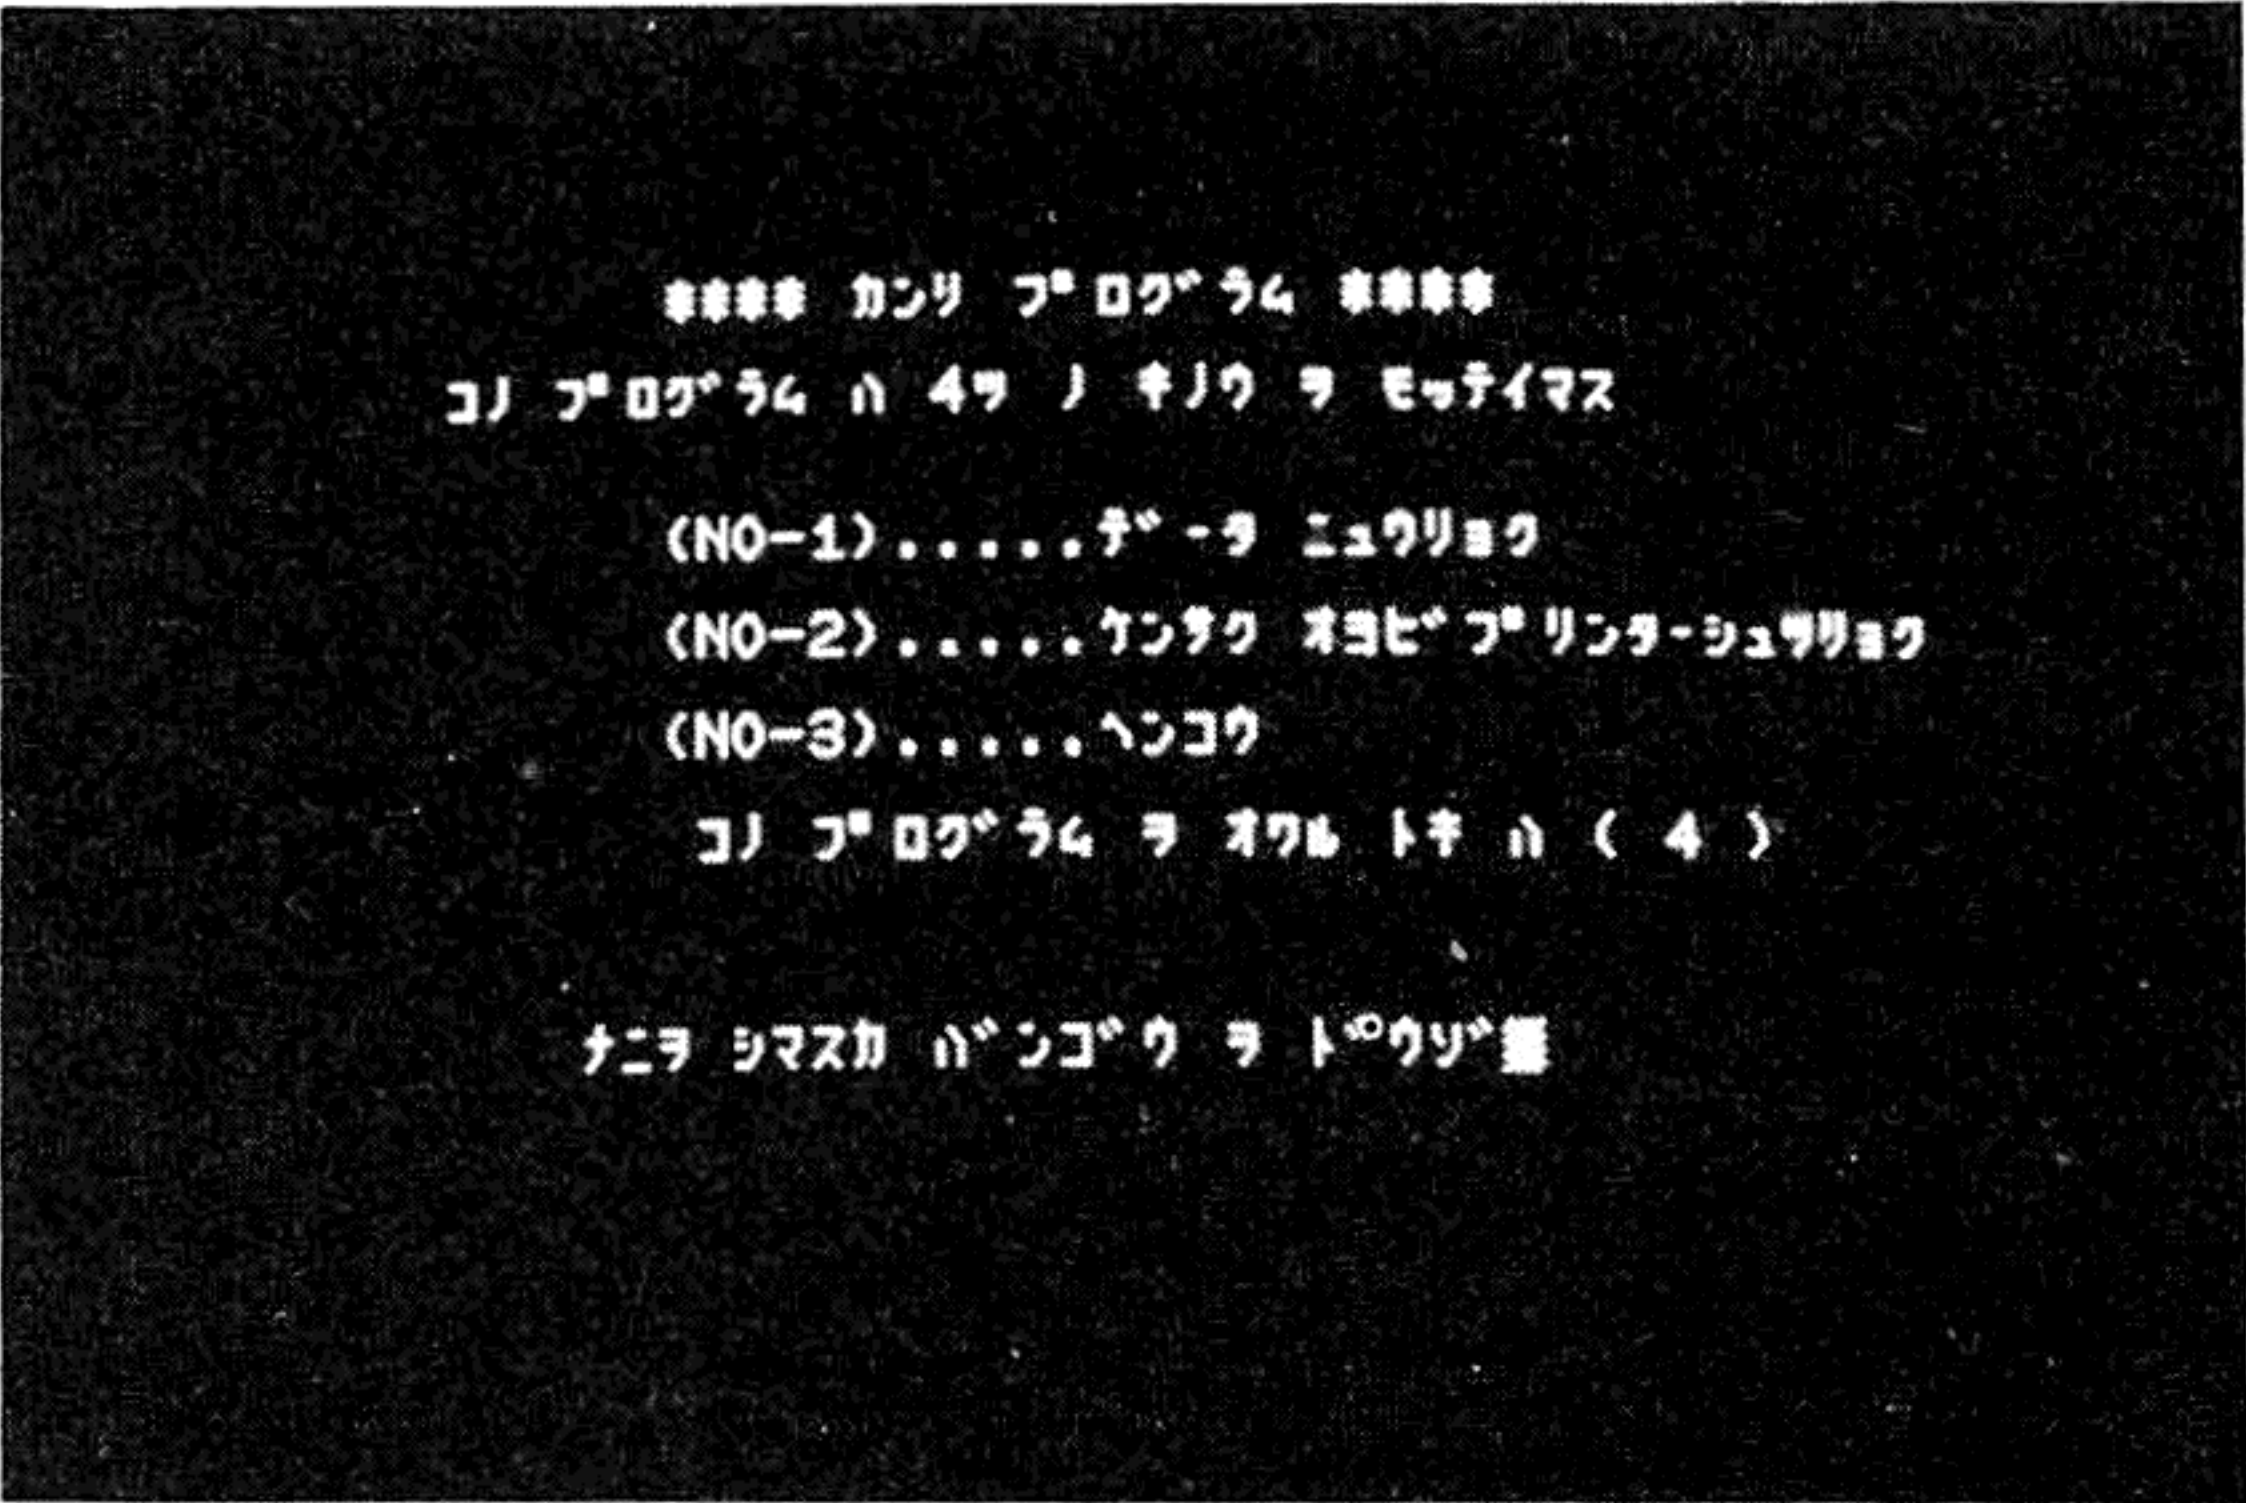 **** カンリ プログラム ****
コノ プログラム ハ 4ツ ノ キノウ ヲ モッテイマス
(NO-1).....データ ニュウリョク
(NO-2).....ケンサク オヨビプリンターシュツリョク
(NO-3).....ヘンコウ
コノ プログラム ヲ オワル トキ ハ ( 4 )
ナニヲ シマスカ バンゴウ ヲ ト゜ウゾ